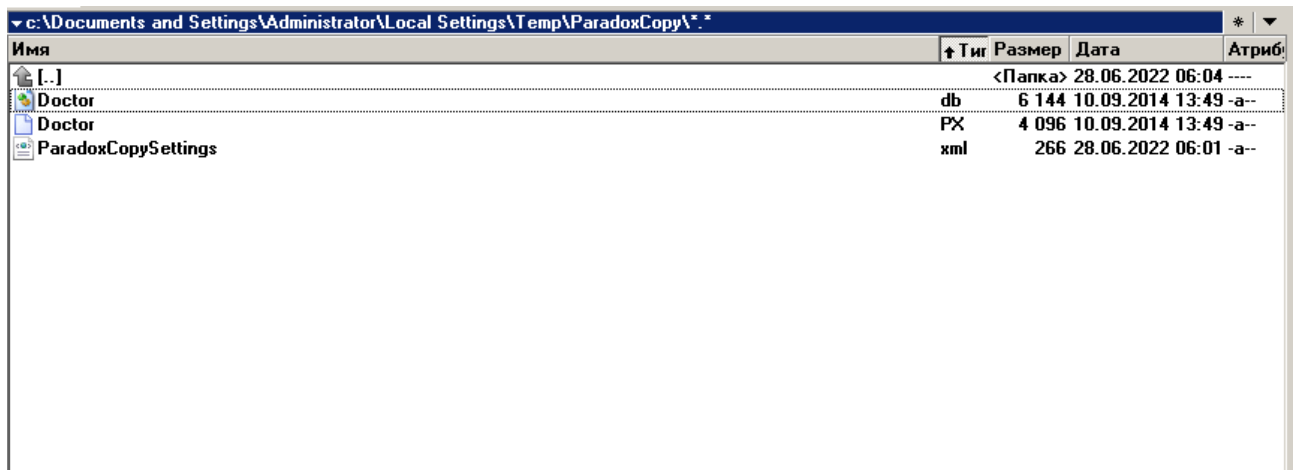 c:\Documents and Settings\Administrator\Local Settings\Temp\ParadoxCopy\*.*
Имя Тип Размер Дата Атриб
[..] <Папка> 28.06.2022 06:04 ----
Doctor db 6 144 10.09.2014 13:49 -a--
Doctor PX 4 096 10.09.2014 13:49 -a--
ParadoxCopySettings xml 266 28.06.2022 06:01 -a--